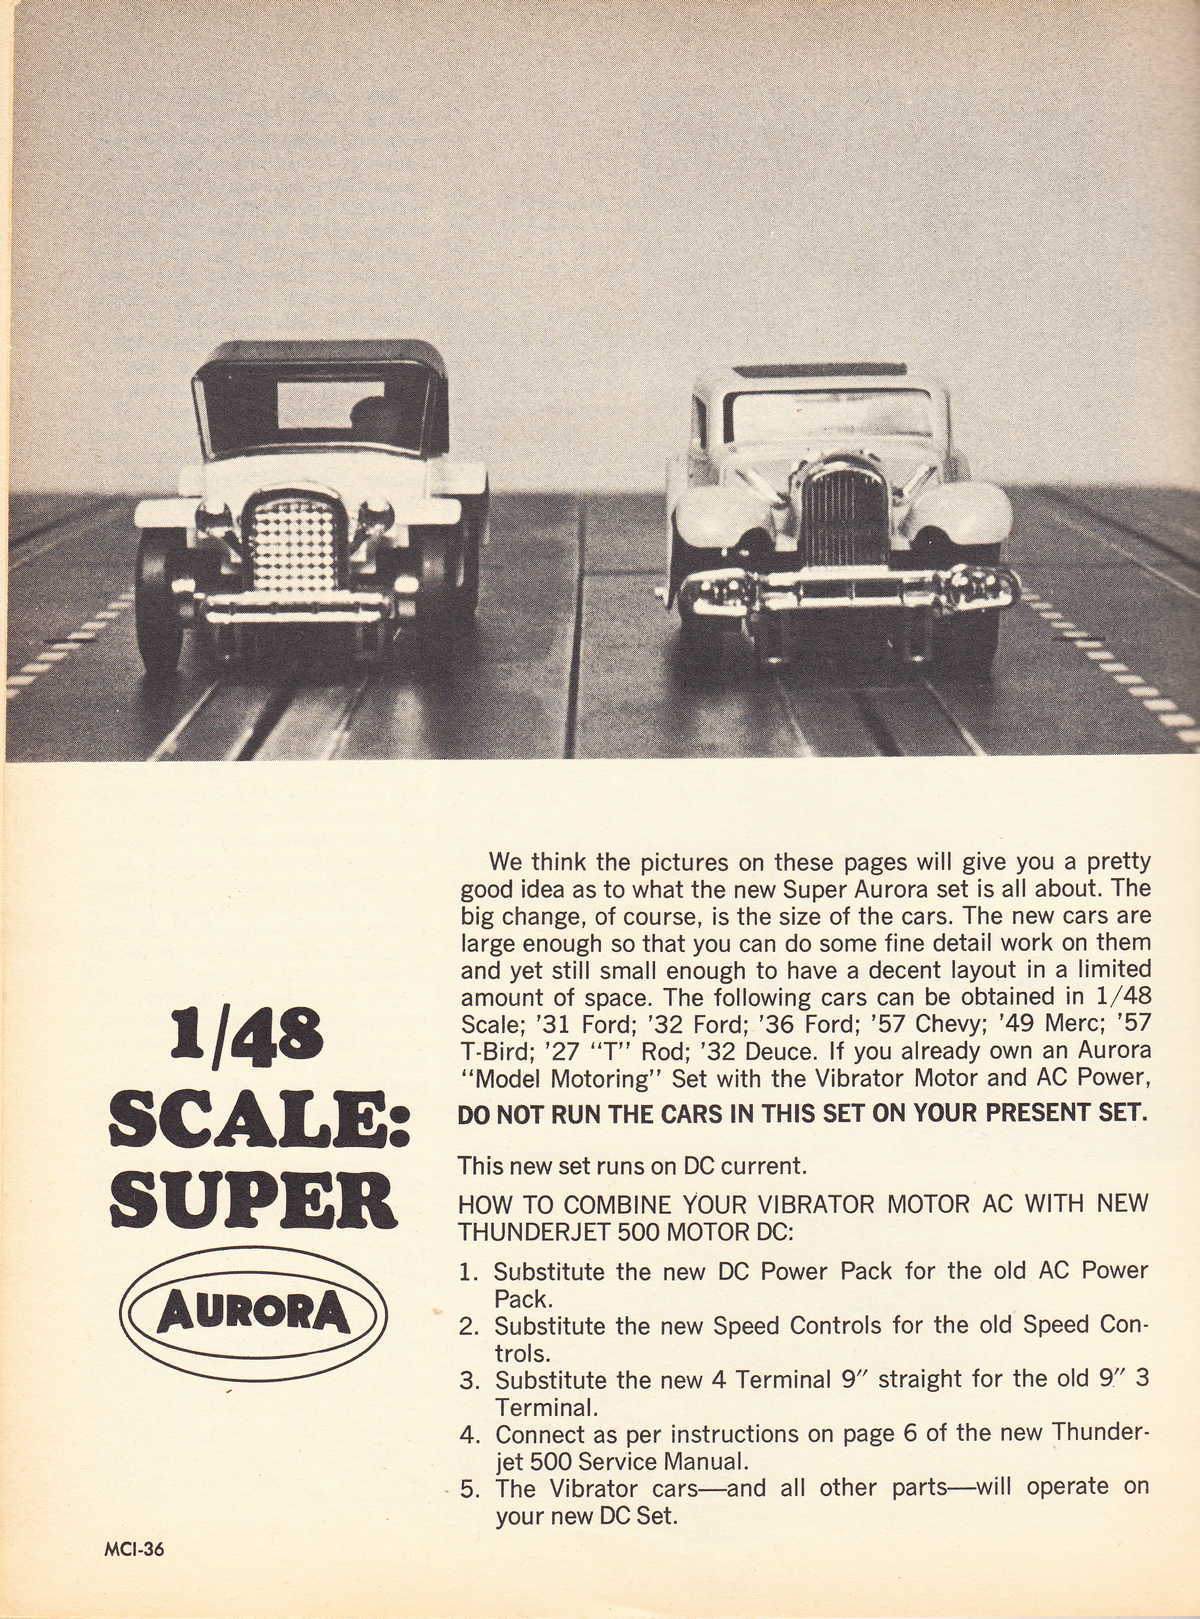 We think the pictures on these pages will give you a pretty
good idea as to what the new Super Aurora set is all about. The
big change, of course, is the size of the cars. The new cars are
large enough so that you can do some fine detail work on them
and yet still small enough to have a decent layout in a limited
amount of space. The following cars can be obtained in 1/48
Scale; '31 Ford; '32 Ford; '36 Ford; '57 Chevy; '49 Merc; '57
T-Bird; '27 “T” Rod; '32 Deuce. If you already own an Aurora
“Model Motoring” Set with the Vibrator Motor and AC Power,
DO NOT RUN THE CARS IN THIS SET ON YOUR PRESENT SET.
This new set runs on DC current.
HOW TO COMBINE YOUR VIBRATOR MOTOR AC WITH NEW
THUNDERJET 500 MOTOR DC:
1. Substitute the new DC Power Pack for the old AC Power
Pack.
2. Substitute the new Speed Controls for the old Speed Con-
trols.
3. Substitute the new 4 Terminal 9″ straight for the old 9″ 3
Terminal.
4. Connect as per instructions on page 6 of the new Thunder-
jet 500 Service Manual.
5. The Vibrator cars—and all other parts—will operate on
your new DC Set.
1/48
SCALE:
SUPER
AURORA
MCI-36